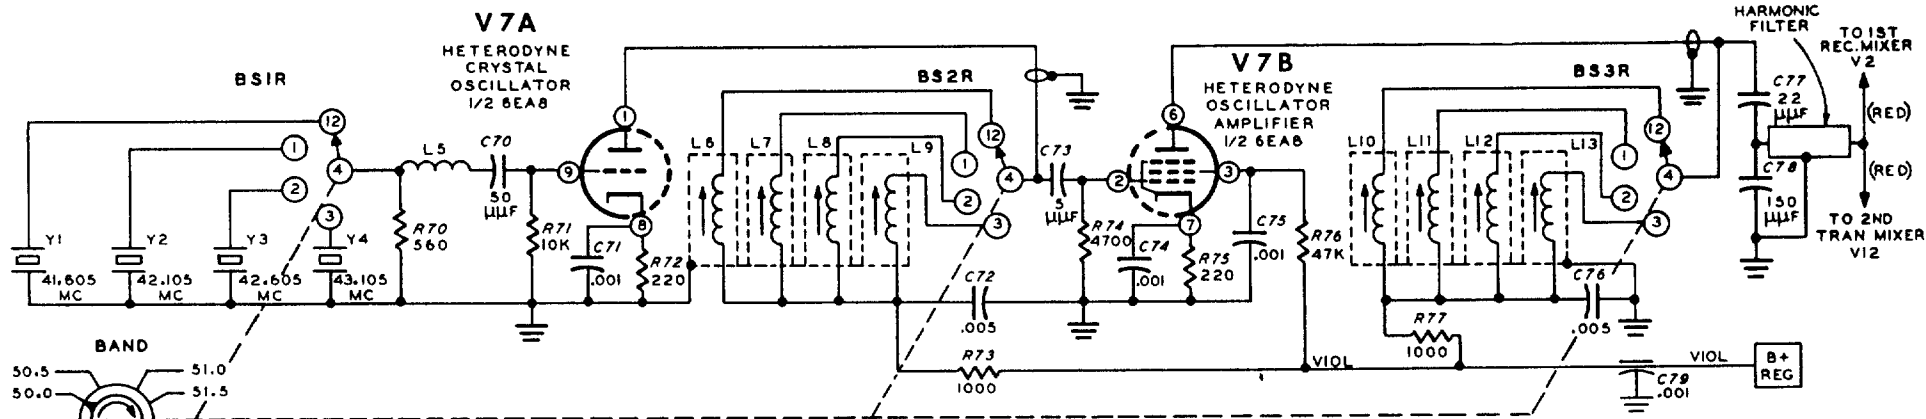 V7A
HETERODYNE
CRYSTAL
OSCILLATOR
1/2 6EA8
BS1R
12
1
2
3
4
L5
C70
50
μμF
R70
560
R71
10K
9
1
8
C71
.001
R72
220
Y1
41.605
MC
Y2
42.105
MC
Y3
42.605
MC
Y4
43.105
MC
BAND
50.5
50.0
51.0
51.5
BS2R
L6
L7
L8
L9
12
1
2
3
4
C72
.005
R73
1000
C73
5
μμF
R74
4700
V7B
HETERODYNE
OSCILLATOR
AMPLIFIER
1/2 6EA8
6
2
3
7
C74
.001
R75
220
C75
.001
R76
47K
BS3R
L10
L11
L12
L13
12
1
2
3
4
C76
.005
R77
1000
VIOL
VIOL
C79
.001
B+
REG
HARMONIC
FILTER
C77
22
μμF
C78
150
μμF
TO 1ST
REC. MIXER
V2
(RED)
(RED)
TO 2ND
TRAN MIXER
V12